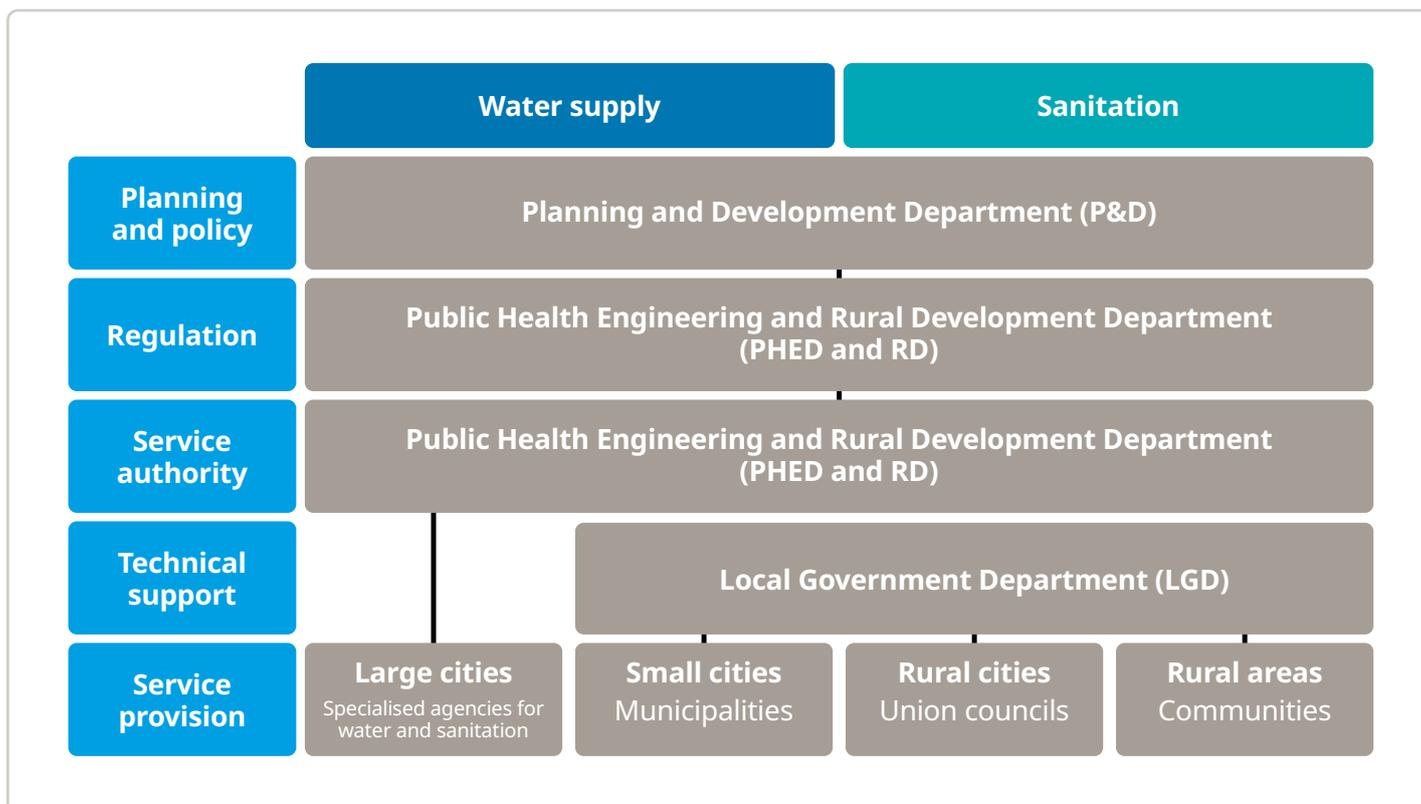 Water supply
Sanitation
Planning
and policy
Planning and Development Department (P&D)
Regulation
Public Health Engineering and Rural Development Department
(PHED and RD)
Service
authority
Public Health Engineering and Rural Development Department
(PHED and RD)
Technical
support
Local Government Department (LGD)
Service
provision
Large cities
Specialised agencies for
water and sanitation
Small cities
Municipalities
Rural cities
Union councils
Rural areas
Communities